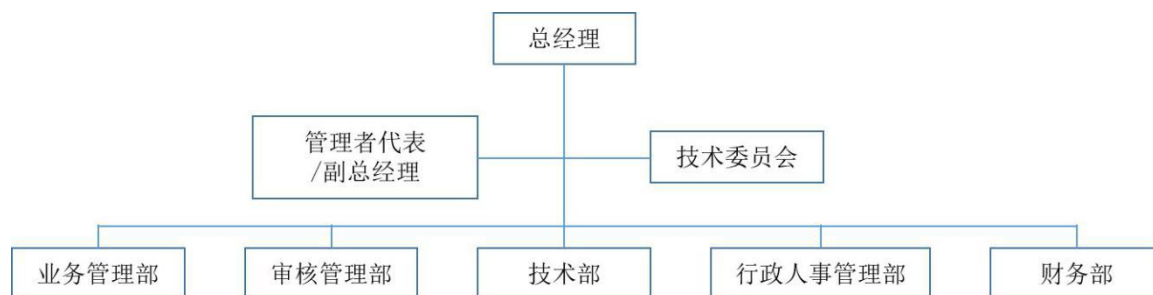 总经理
管理者代表
/副总经理
技术委员会
业务管理部
审核管理部
技术部
行政人事管理部
财务部